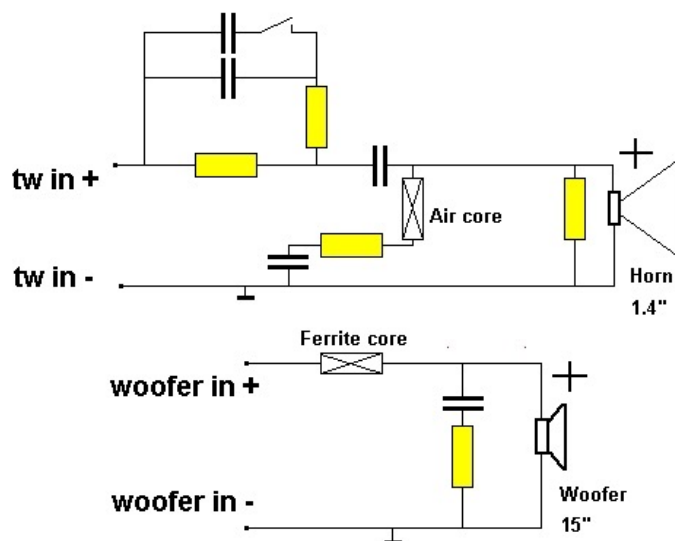 tw in +
Air core
tw in -
Horn
1.4"
Ferrite core
woofer in +
woofer in -
Woofer
15"